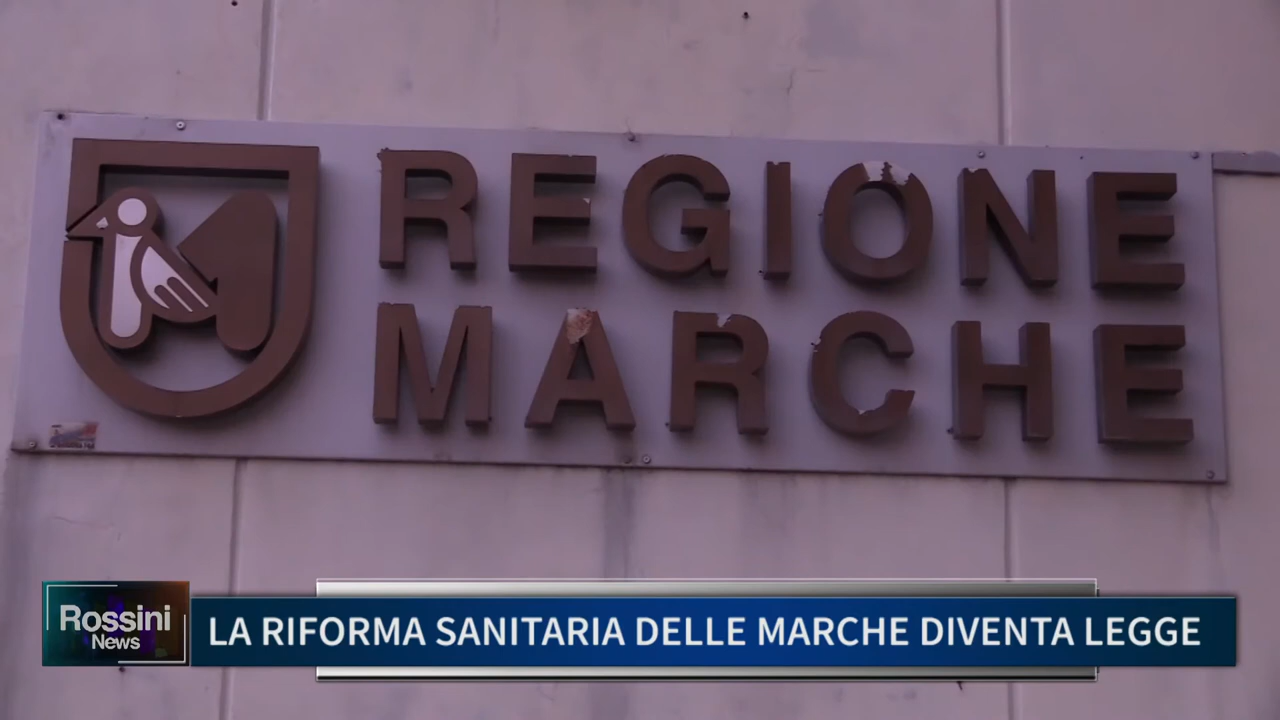 REGIONE
MARCHE
Rossini
News
LA RIFORMA SANITARIA DELLE MARCHE DIVENTA LEGGE